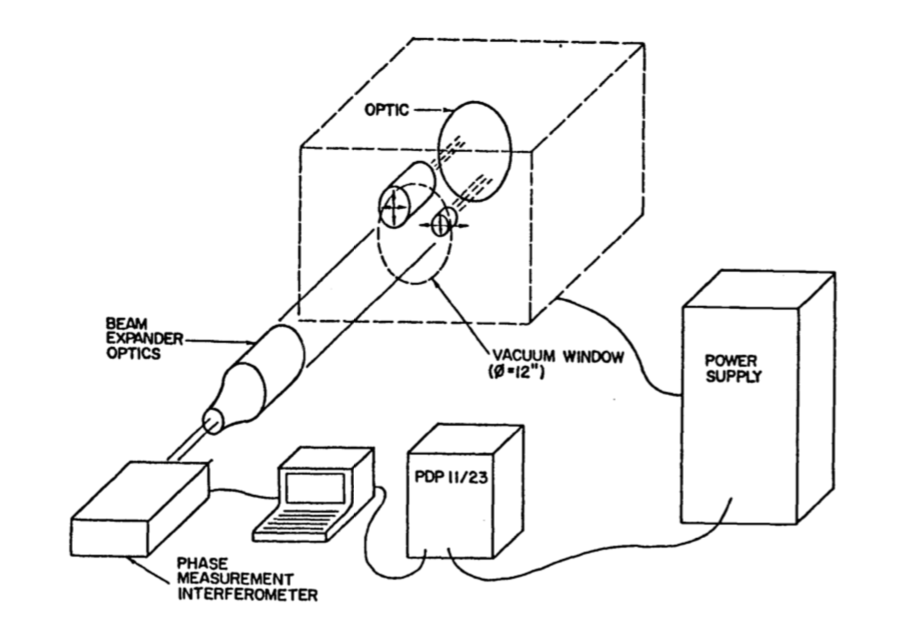 OPTIC
BEAM
EXPANDER
OPTICS
VACUUM WINDOW
(Ø=12")
POWER
SUPPLY
PDP 11/23
PHASE
MEASUREMENT
INTERFEROMETER